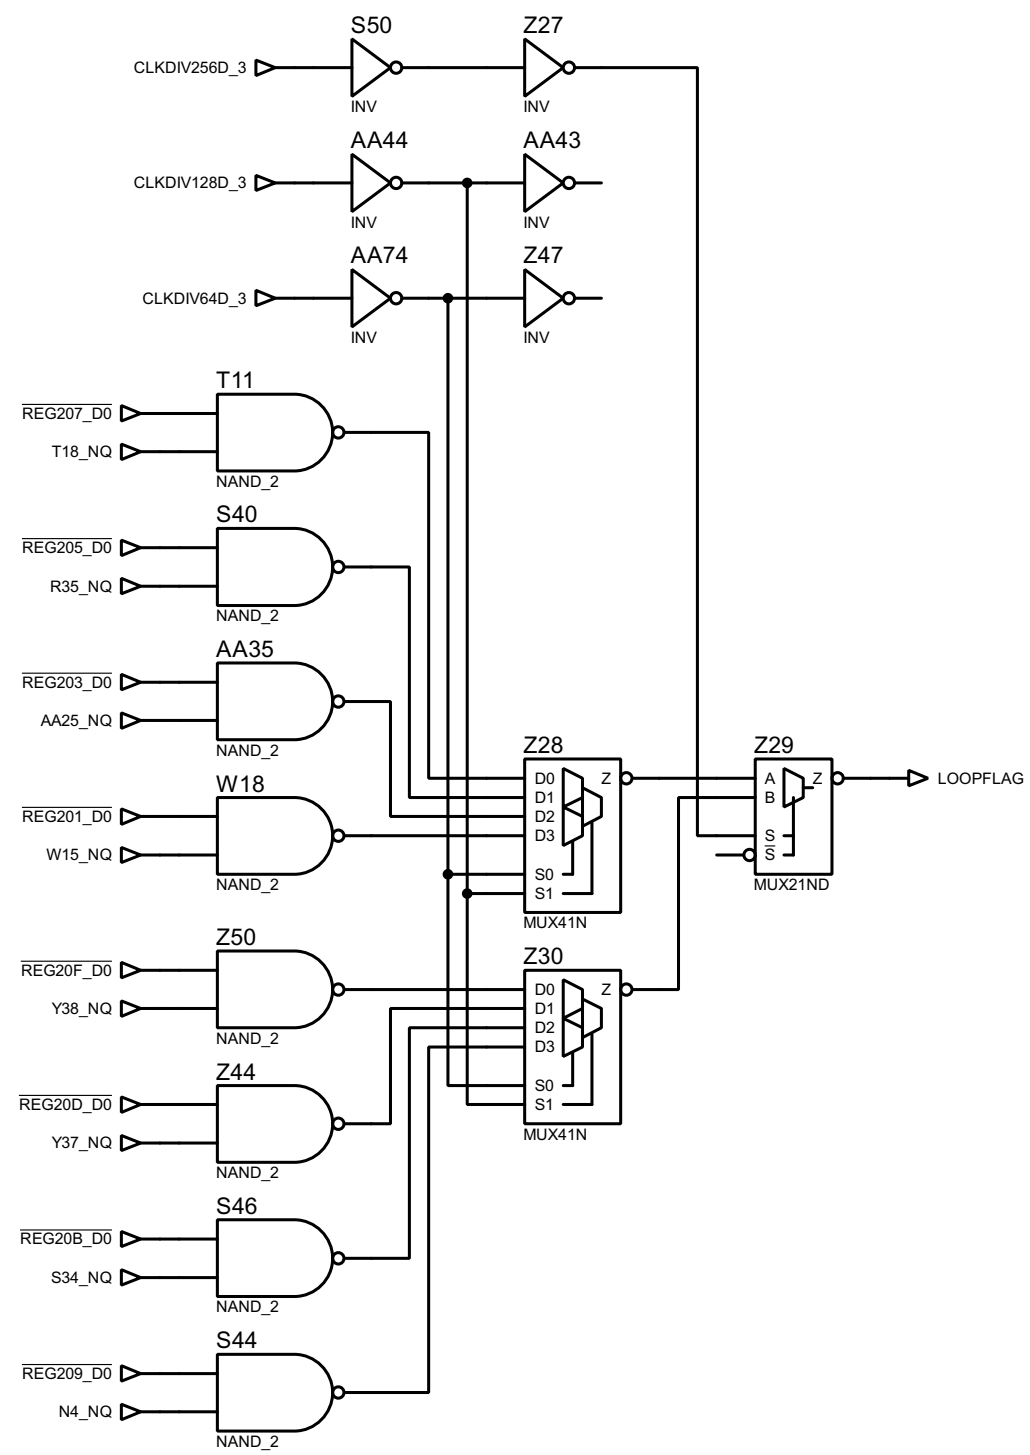 S50
Z27
CLKDIV256D_3
INV
INV
AA44
AA43
CLKDIV128D_3
INV
INV
AA74
Z47
CLKDIV64D_3
INV
INV
T11
REG207_D0
T18_NQ
NAND_2
S40
REG205_D0
R35_NQ
NAND_2
AA35
REG203_D0
AA25_NQ
NAND_2
W18
REG201_D0
W15_NQ
NAND_2
Z28
D0
Z
D1
D2
D3
S0
S1
MUX41N
Z29
A
Z
B
S
S
MUX21ND
LOOPFLAG
Z50
REG20F_D0
Y38_NQ
NAND_2
Z30
D0
Z
D1
D2
D3
S0
S1
MUX41N
Z44
REG20D_D0
Y37_NQ
NAND_2
S46
REG20B_D0
S34_NQ
NAND_2
S44
REG209_D0
N4_NQ
NAND_2